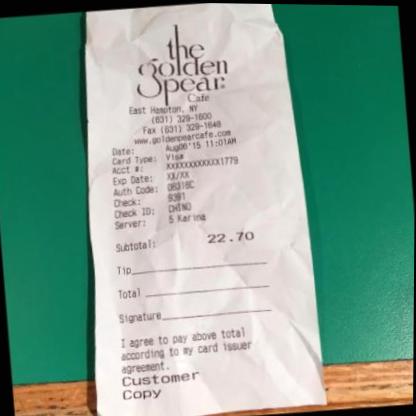 the
golden
pear
Cafe
East Hampton, NY
(631) 329-1600
Fax (631) 329-1648
www.goldenpearcafe.com
Date: Aug06'15 11:01AM
Card Type: Visa
Acct #: XXXXXXXXXXXX1779
Exp Date: XX/XX
Auth Code: 08316C
Check: 9391
Check ID: CHINO
Server: 5 Karina
Subtotal: 22.70
Tip
Total
Signature
I agree to pay above total
according to my card issuer
agreement.
Customer
Copy